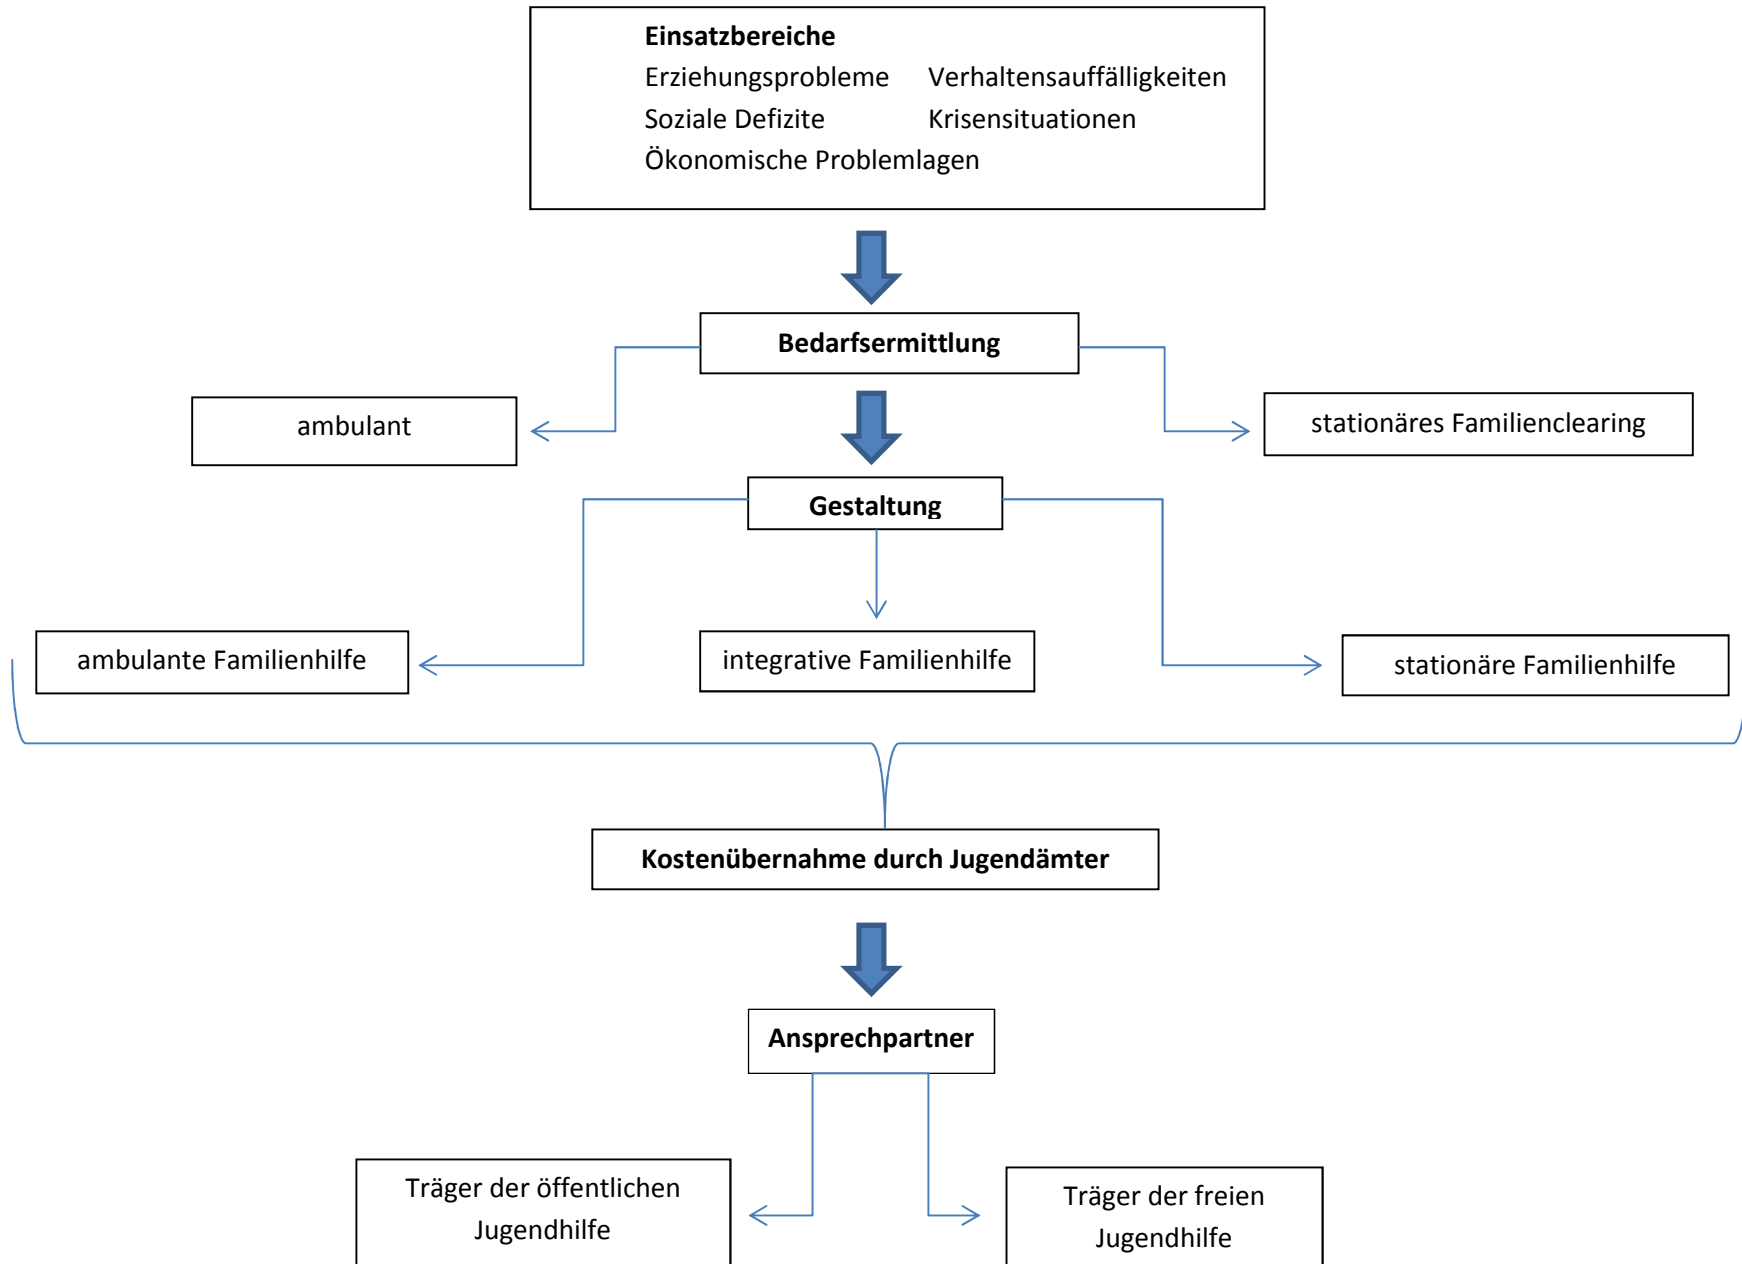 Einsatzbereiche
Erziehungsprobleme Verhaltensauffälligkeiten
Soziale Defizite Krisensituationen
Ökonomische Problemlagen
Bedarfsermittlung
ambulant
stationäres Familienclearing
Gestaltung
ambulante Familienhilfe
integrative Familienhilfe
stationäre Familienhilfe
Kostenübernahme durch Jugendämter
Ansprechpartner
Träger der öffentlichen
Jugendhilfe
Träger der freien
Jugendhilfe